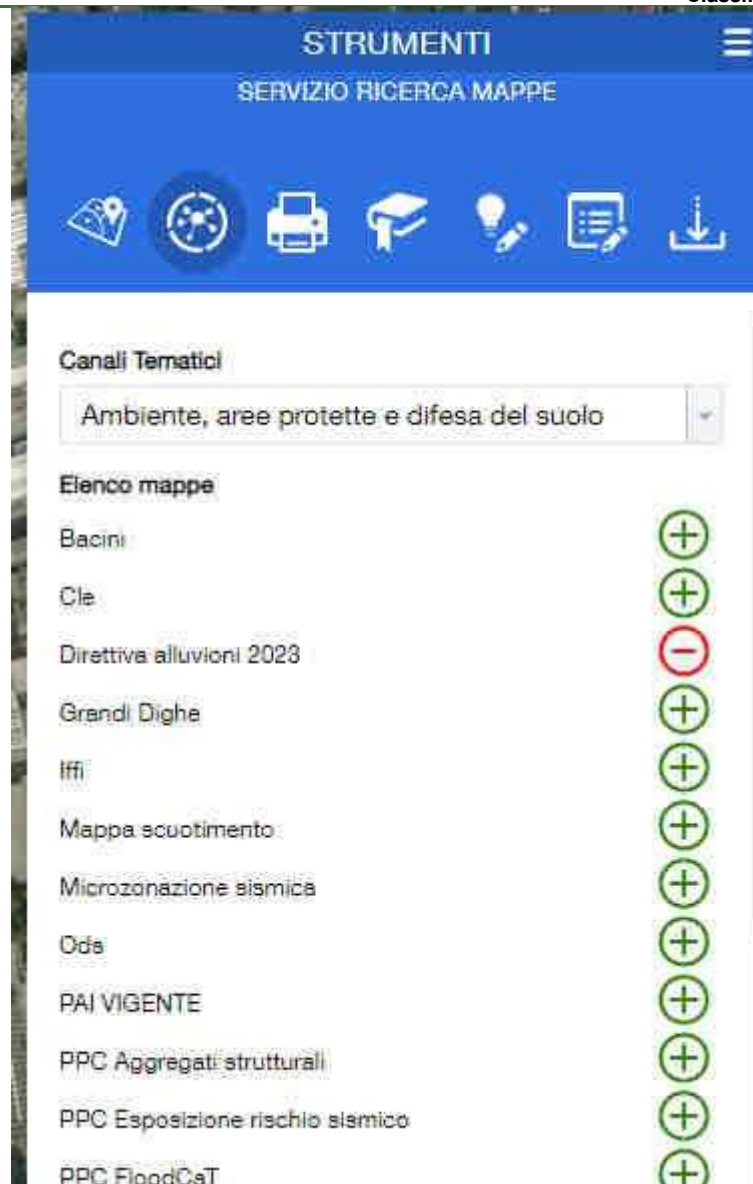 STRUMENTI
SERVIZIO RICERCA MAPPE
Canali Tematici
Ambiente, aree protette e difesa del suolo
Elenco mappe
Bacini
Cle
Direttiva alluvioni 2023
Grandi Dighe
Iffi
Mappa scuotimento
Microzonazione sismica
Ods
PAI VIGENTE
PPC Aggregati strutturali
PPC Esposizione rischio sismico
PPC FloodCaT